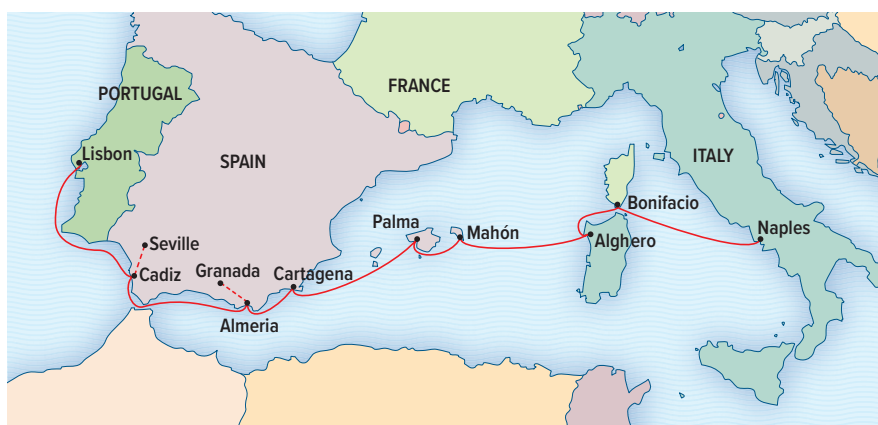 FRANCE
PORTUGAL
Lisbon
SPAIN
ITALY
Bonifacio
Palma
Mahón
Naples
Seville
Alghero
Granada
Cartagena
Cadiz
Almeria